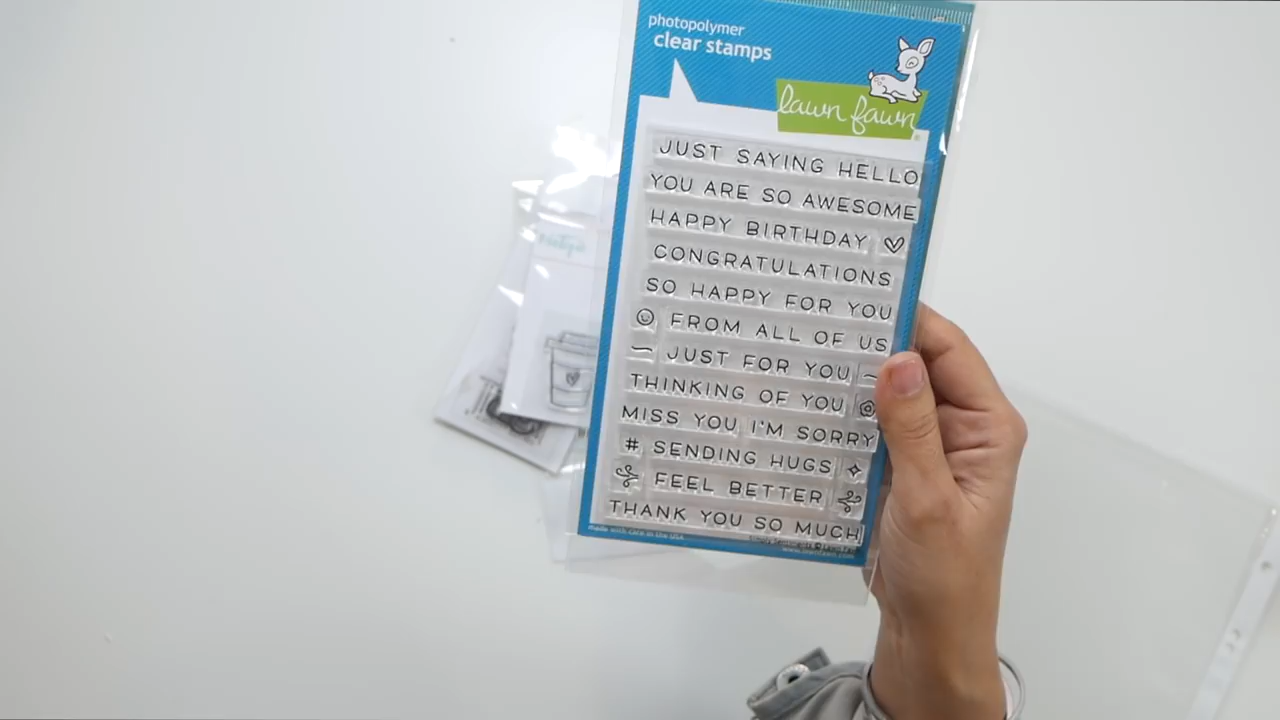 photopolymer
clear stamps
lawn fawn
JUST SAYING HELLO
YOU ARE SO AWESOME
HAPPY BIRTHDAY
CONGRATULATIONS
SO HAPPY FOR YOU
FROM ALL OF US
JUST FOR YOU
THINKING OF YOU
MISS YOU I'M SORRY
# SENDING HUGS
FEEL BETTER
THANK YOU SO MUCH
made with care in the USA